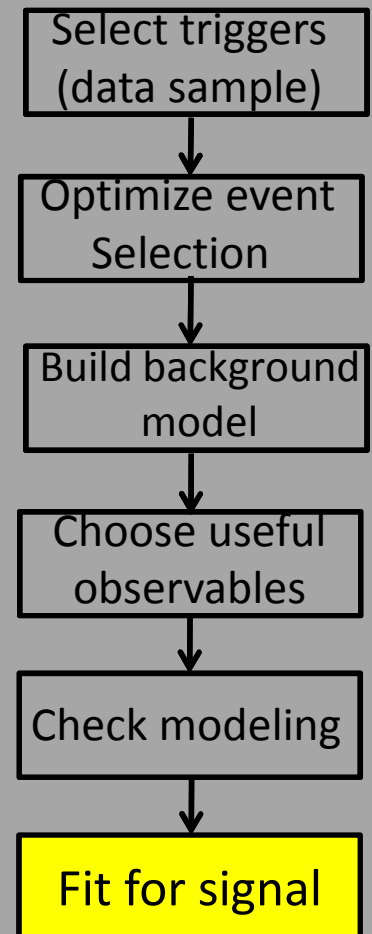 Select triggers
(data sample)
Optimize event
Selection
Build background
model
Choose useful
observables
Check modeling
Fit for signal